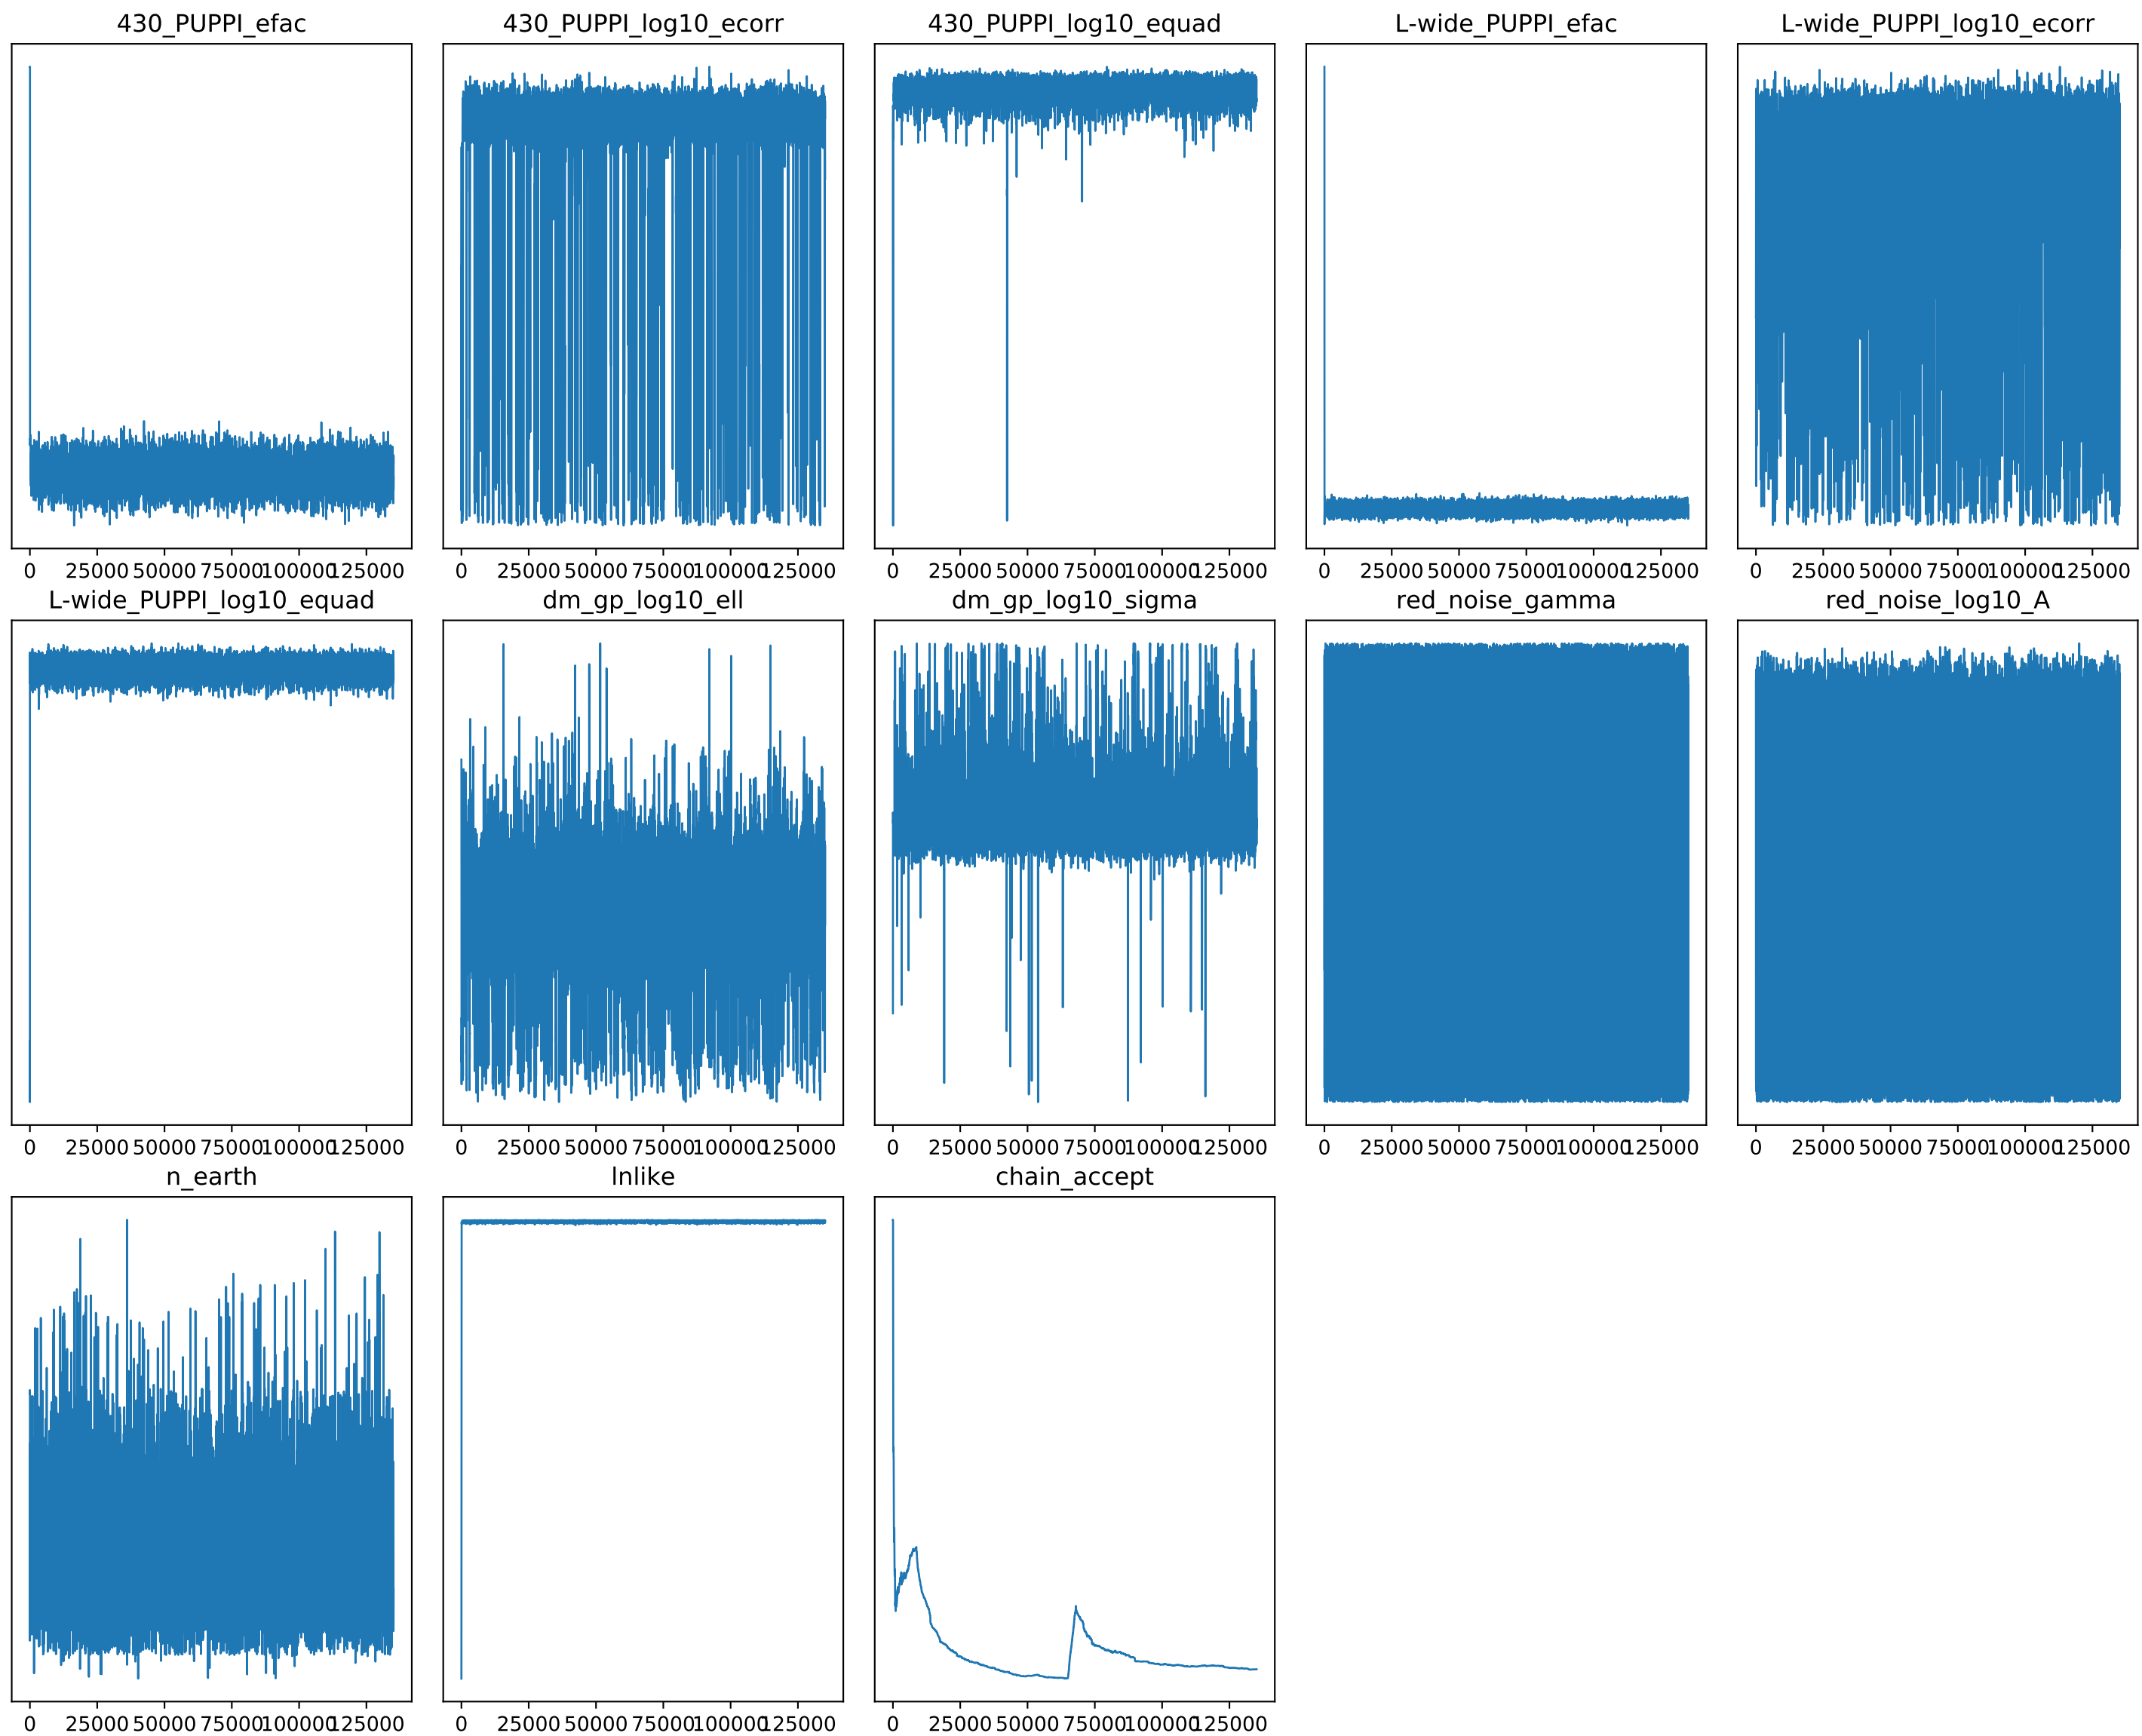 430_PUPPI_efac 430_PUPPI_log10_ecorr 430_PUPPI_log10_equad L-wide_PUPPI_efac L-wide_PUPPI_log10_ecorr
0 25000 50000 75000 100000 125000 0 25000 50000 75000 100000 125000 0 25000 50000 75000 100000 125000 0 25000 50000 75000 100000 125000 0 25000 50000 75000 100000 125000
L-wide_PUPPI_log10_equad dm_gp_log10_ell dm_gp_log10_sigma red_noise_gamma red_noise_log10_A
0 25000 50000 75000 100000 125000 0 25000 50000 75000 100000 125000 0 25000 50000 75000 100000 125000 0 25000 50000 75000 100000 125000 0 25000 50000 75000 100000 125000
n_earth lnlike chain_accept
0 25000 50000 75000 100000 125000 0 25000 50000 75000 100000 125000 0 25000 50000 75000 100000 125000